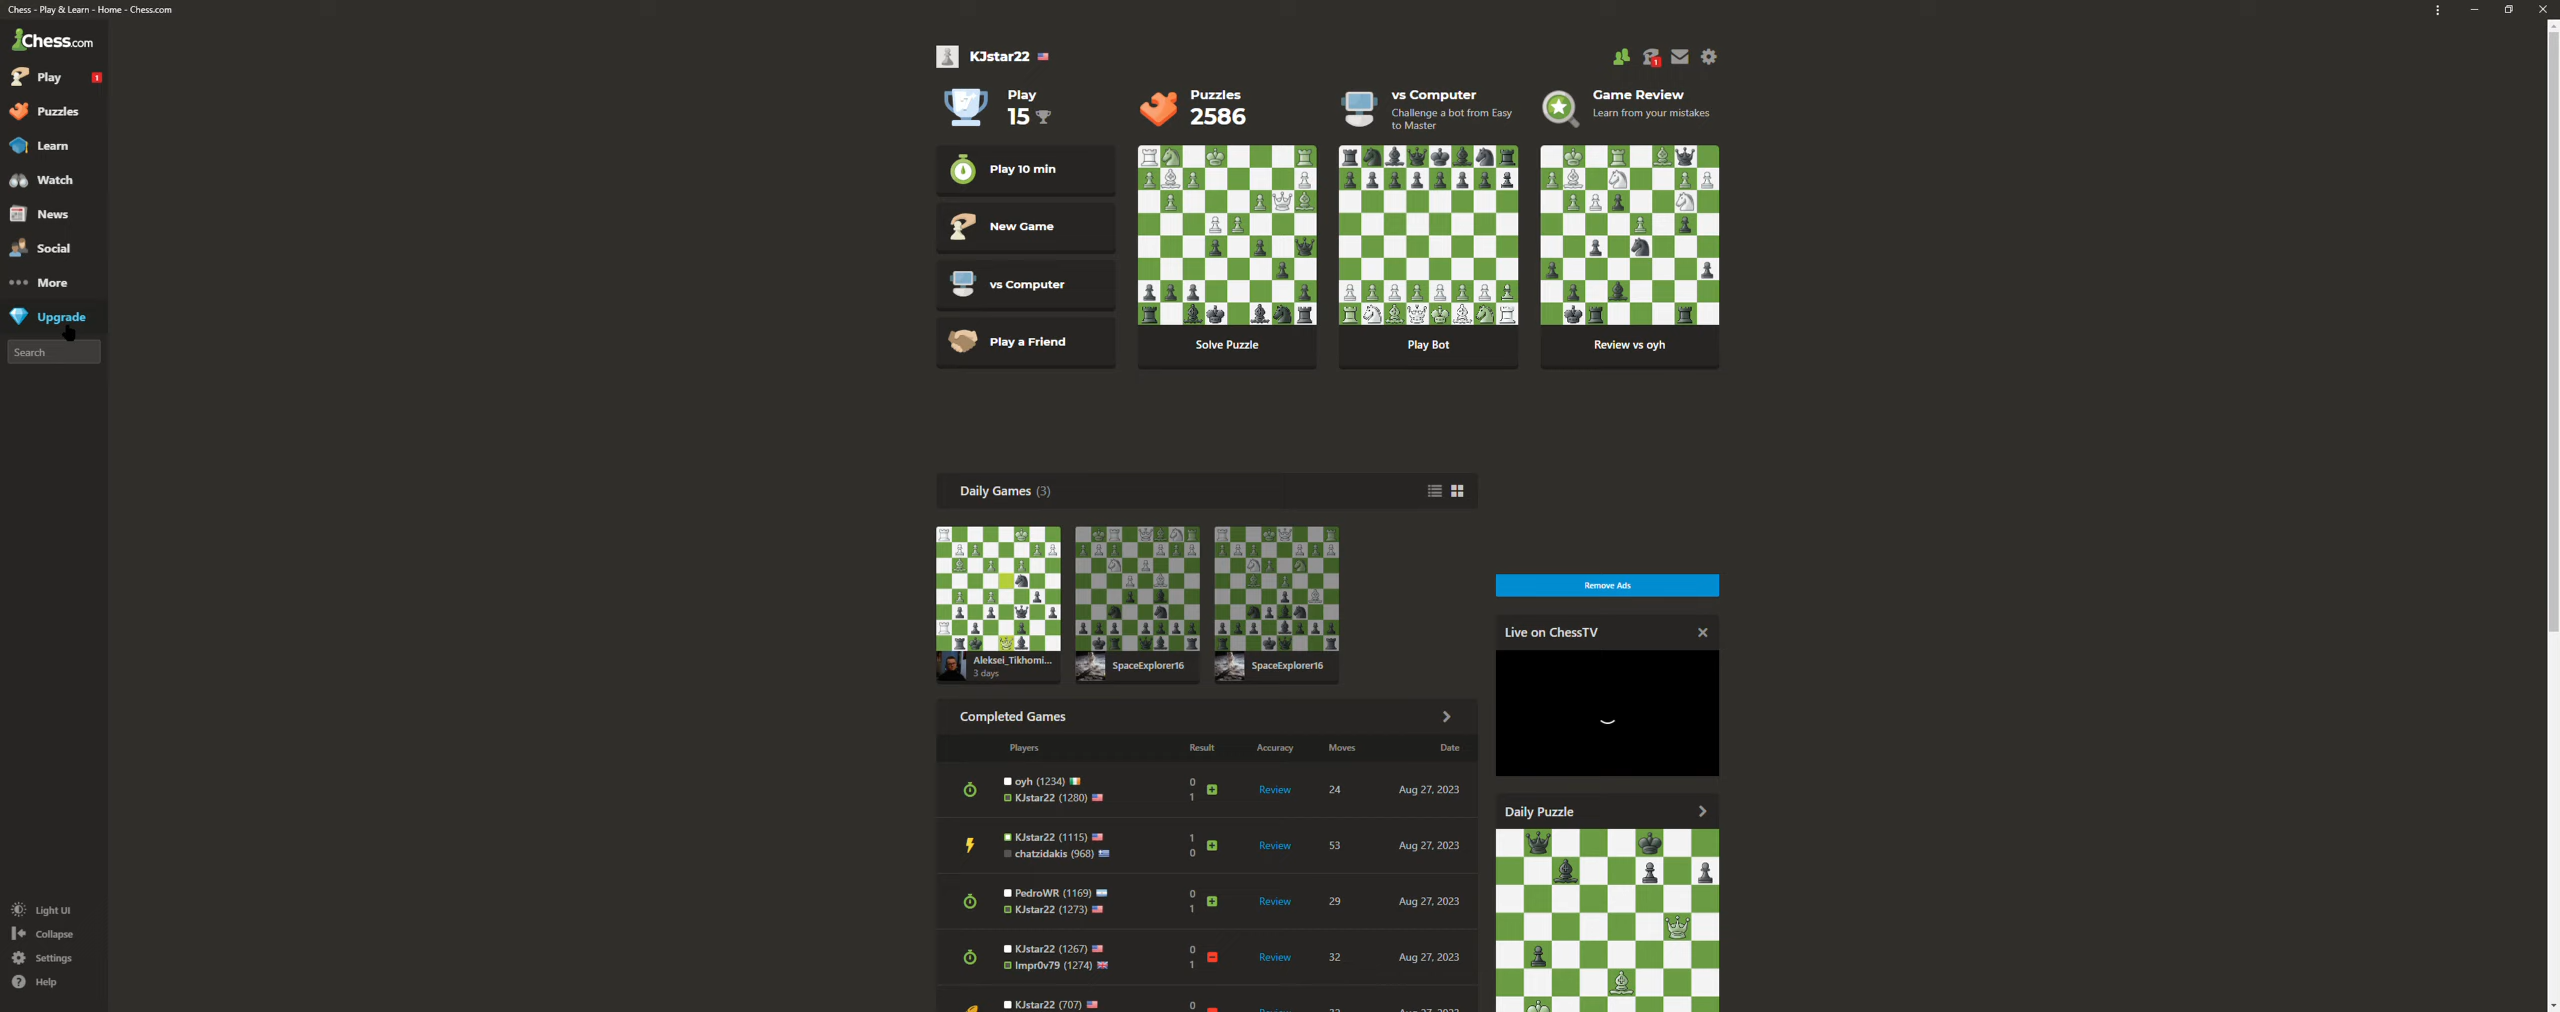 Chess - Play & Learn - Home - Chess.com
Chess.com
Play 1
Puzzles
Learn
Watch
News
Social
More
Upgrade
Search
Light UI
Collapse
Settings
Help
KJstar22
1
Play
15
Puzzles
2586
vs Computer
Challenge a bot from Easy
to Master
Game Review
Learn from your mistakes
Play 10 min
New Game
vs Computer
Play a Friend
Solve Puzzle
Play Bot
Review vs oyh
Daily Games (3)
Aleksei_Tikhomi...
3 days
SpaceExplorer16
SpaceExplorer16
Completed Games
Players Result Accuracy Moves Date
oyh (1234) 0
KJstar22 (1280) 1
Review 24 Aug 27, 2023
KJstar22 (1115) 1
chatzidakis (968) 0
Review 53 Aug 27, 2023
PedroWR (1169) 0
KJstar22 (1273) 1
Review 29 Aug 27, 2023
KJstar22 (1267) 0
Impr0v79 (1274) 1
Review 32 Aug 27, 2023
KJstar22 (707) 0
Remove Ads
Live on ChessTV
Daily Puzzle